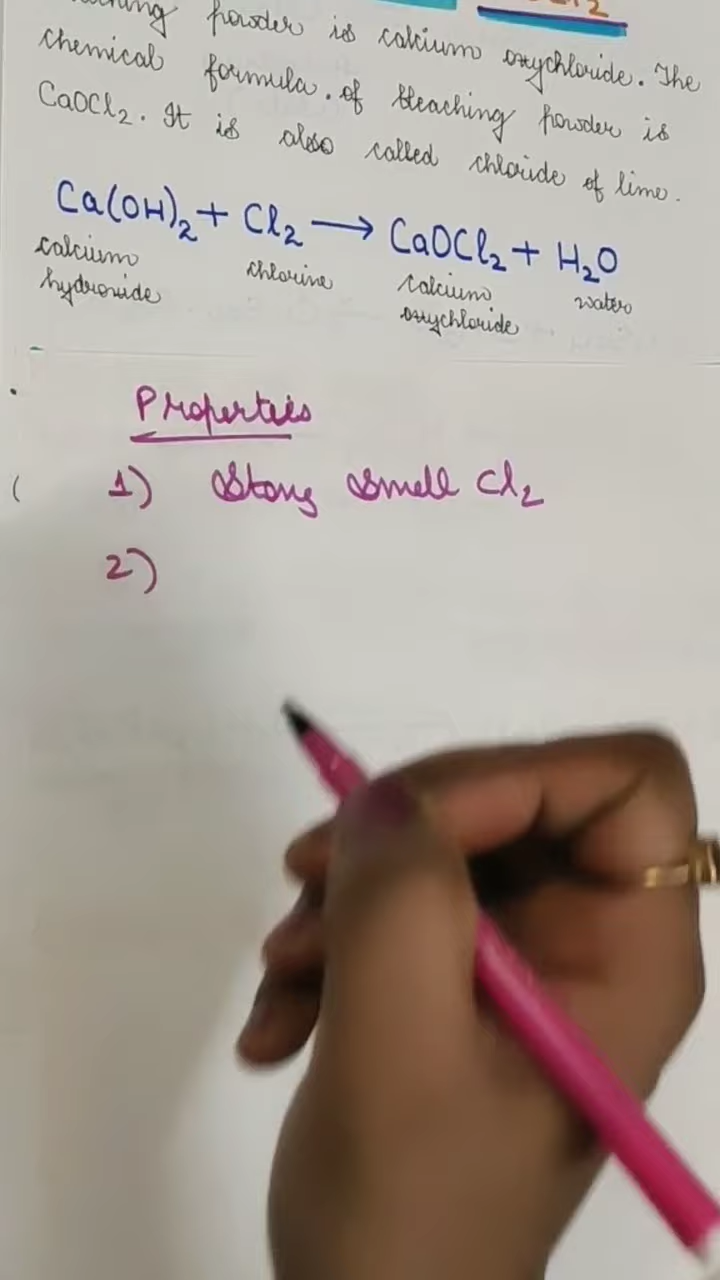 powder is calcium oxychloride. The
chemical formula. of bleaching powder is
CaOCl₂. It is also called chloride of lime.
Ca(OH)₂ + Cl₂ → CaOCl₂ + H₂O
calcium hydroxide chlorine calcium oxychloride water
Properties
1) Stong smell Cl₂
2)